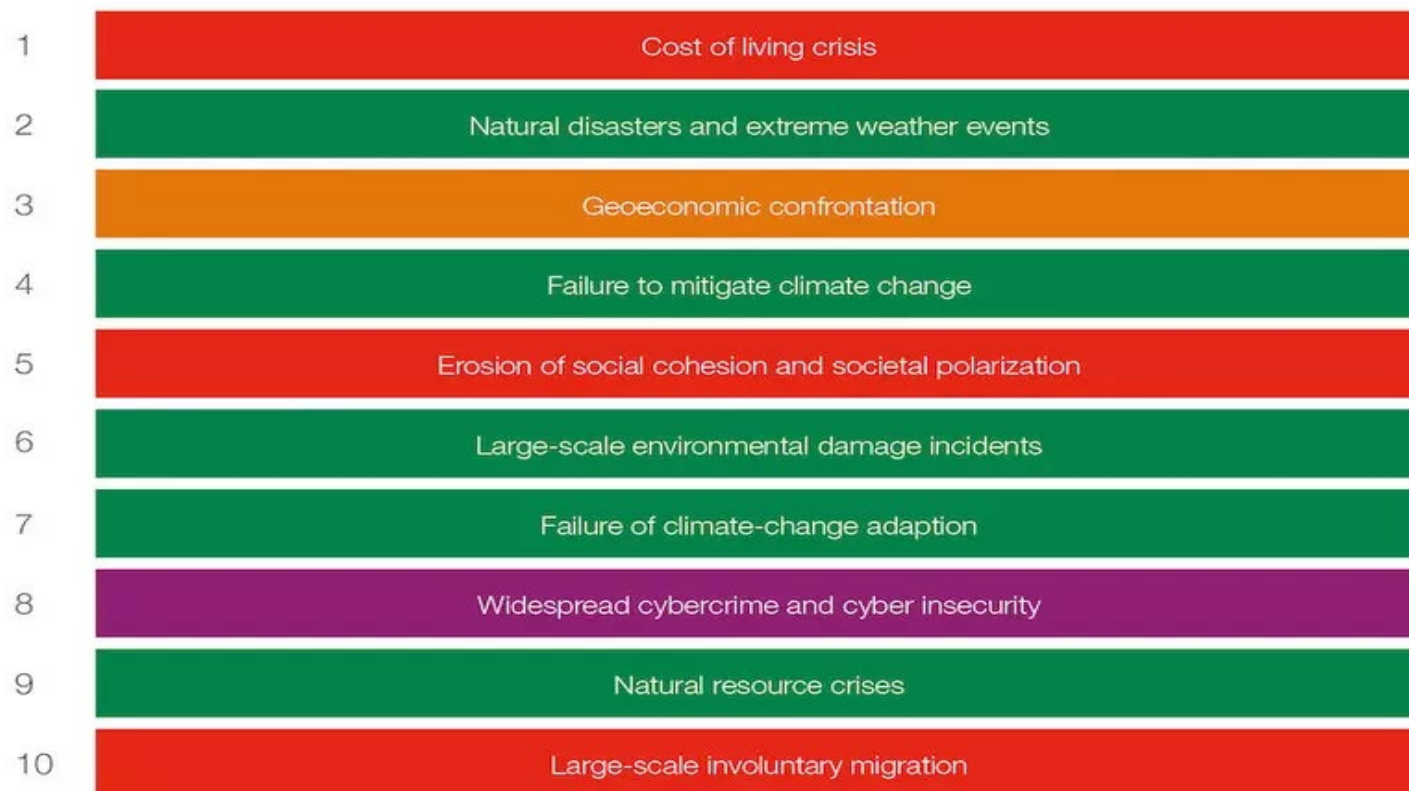 1 Cost of living crisis
2 Natural disasters and extreme weather events
3 Geoeconomic confrontation
4 Failure to mitigate climate change
5 Erosion of social cohesion and societal polarization
6 Large-scale environmental damage incidents
7 Failure of climate-change adaption
8 Widespread cybercrime and cyber insecurity
9 Natural resource crises
10 Large-scale involuntary migration